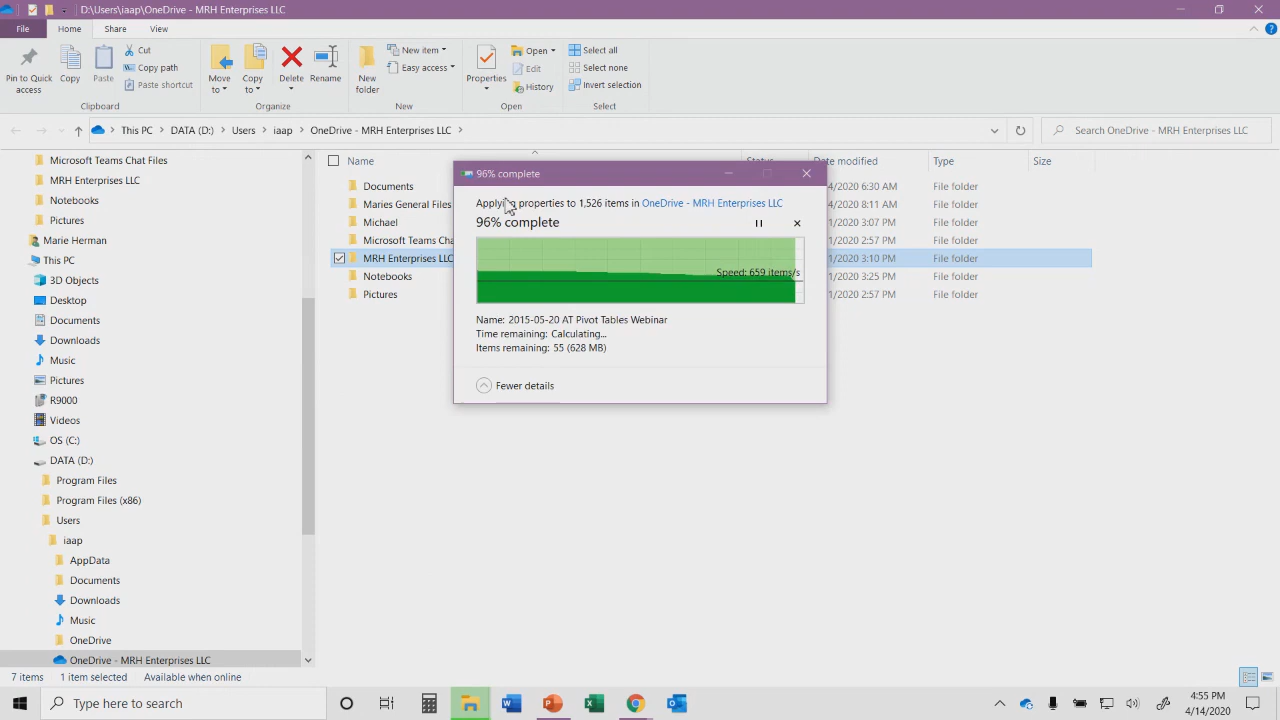 D:\Users\iaap\OneDrive - MRH Enterprises LLC
File Home Share View
Pin to Quick access
Copy
Paste
Cut
Copy path
Paste shortcut
Clipboard
Move to
Copy to
Delete
Rename
Organize
New folder
New item
Easy access
New
Properties
Open
Edit
History
Open
Select all
Select none
Invert selection
Select
This PC DATA (D:) Users iaap OneDrive - MRH Enterprises LLC
Search OneDrive - MRH Enterprises LLC
Microsoft Teams Chat Files
MRH Enterprises LLC
Notebooks
Pictures
Marie Herman
This PC
3D Objects
Desktop
Documents
Downloads
Music
Pictures
R9000
Videos
OS (C:)
DATA (D:)
Program Files
Program Files (x86)
Users
iaap
AppData
Documents
Downloads
Music
OneDrive
OneDrive - MRH Enterprises LLC
Name Status Date modified Type Size
Documents 4/2020 6:30 AM File folder
Maries General Files 4/2020 8:11 AM File folder
Michael 1/2020 3:07 PM File folder
Microsoft Teams Cha 1/2020 2:57 PM File folder
MRH Enterprises LLC 1/2020 3:10 PM File folder
Notebooks 1/2020 3:25 PM File folder
Pictures 1/2020 2:57 PM File folder
96% complete
Applying properties to 1,526 items in OneDrive - MRH Enterprises LLC
96% complete
Speed: 659 items/s
Name: 2015-05-20 AT Pivot Tables Webinar
Time remaining: Calculating...
Items remaining: 55 (628 MB)
Fewer details
7 items 1 item selected Available when online
Type here to search
4:55 PM
4/14/2020